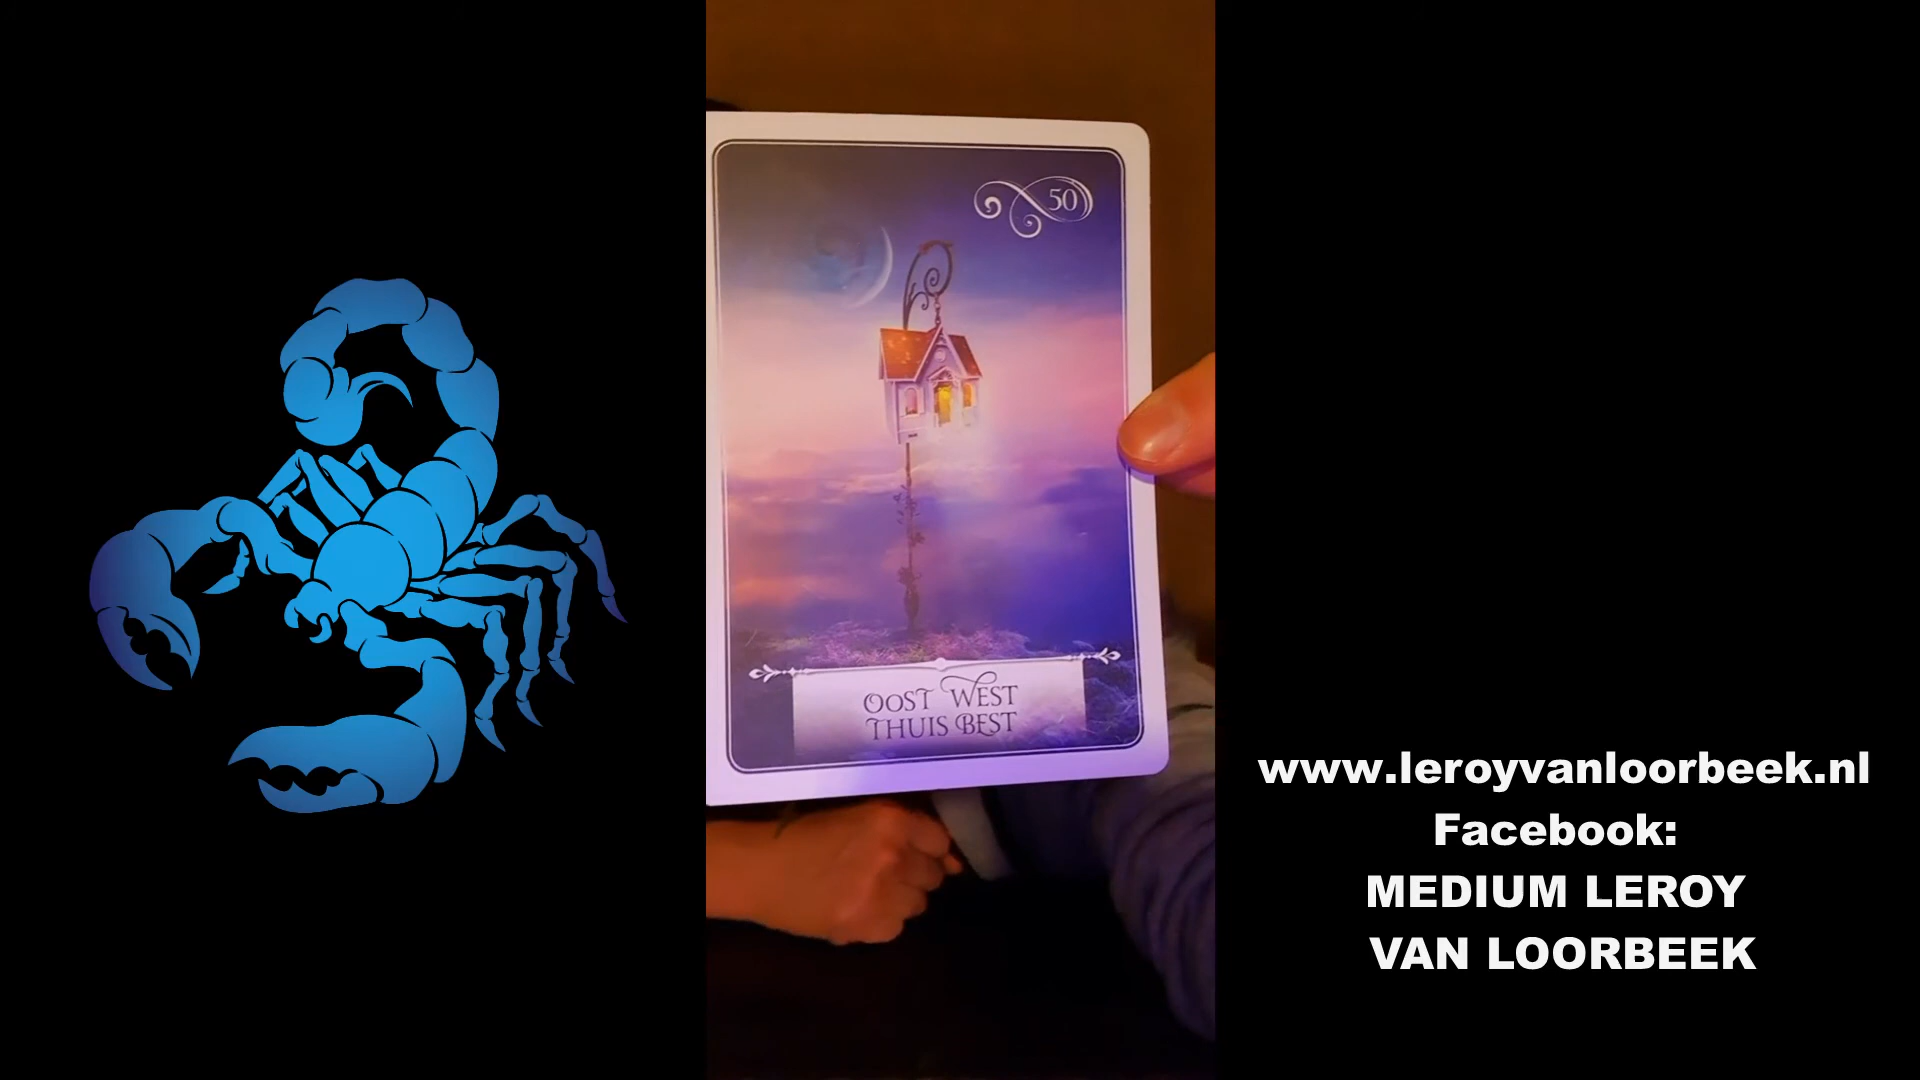 50
OOST WEST
THUIS BEST
www.leroyvanloorbeek.nl
Facebook:
MEDIUM LEROY
VAN LOORBEEK